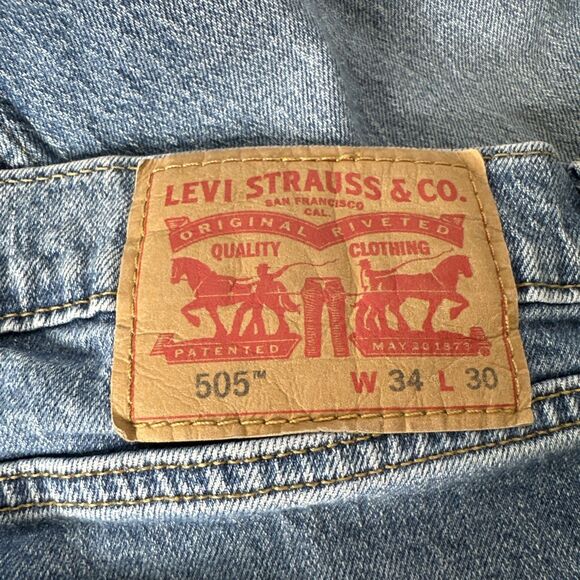 LEVI STRAUSS & CO.
SAN FRANCISCO
CAL.
ORIGINAL RIVETED
QUALITY CLOTHING
PATENTED MAY 20 1873
505™ W 34 L 30